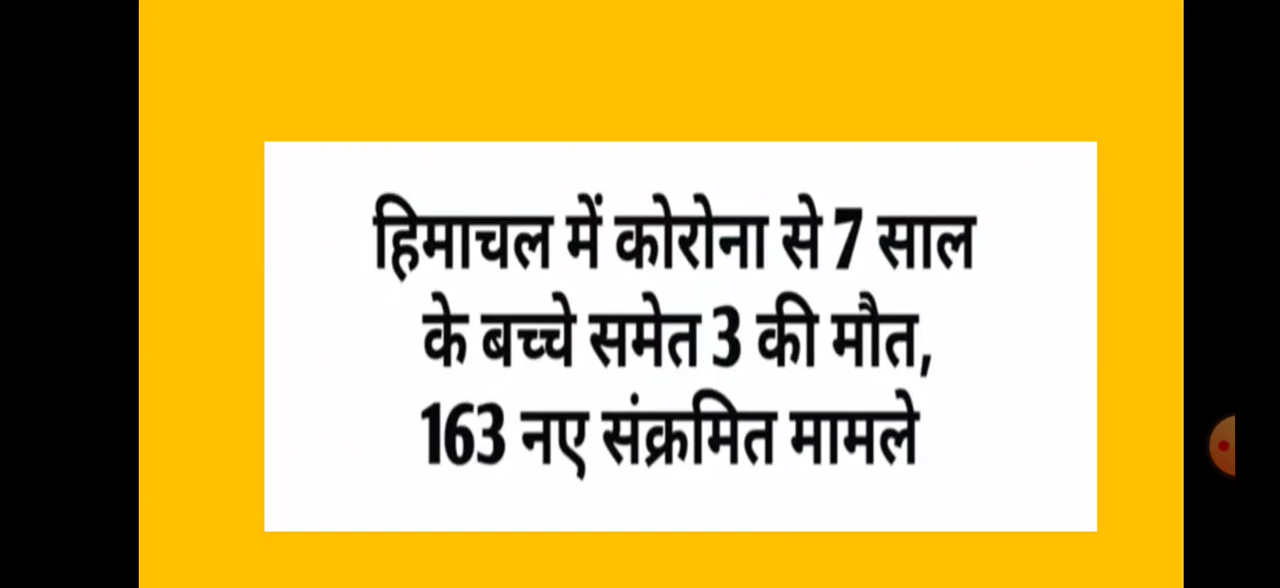 हिमाचल में कोरोना से 7 साल
के बच्चे समेत 3 की मौत,
163 नए संक्रमित मामले